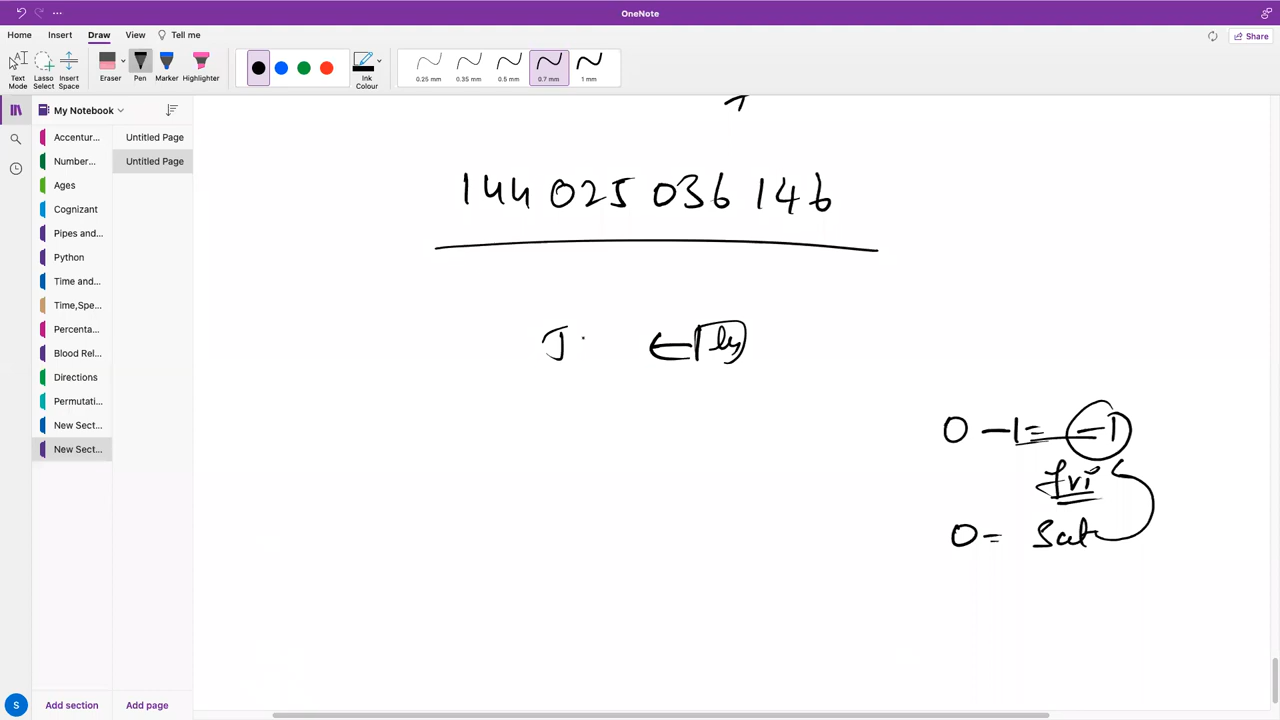 OneNote
Home Insert Draw View Tell me
Share
Text Mode
Lasso Select
Insert Space
Eraser Pen Marker Highlighter
Ink Colour
0.25 mm 0.35 mm 0.5 mm 0.7 mm 1 mm
My Notebook
Accentur...
Number...
Ages
Cognizant
Pipes and...
Python
Time and...
Time,Spe...
Percenta...
Blood Rel...
Directions
Permutati...
New Sect...
New Sect...
Untitled Page
Untitled Page
144 025 036 146
J ← ly
0 - 1 = -1
fri
0 = Sat
Add section Add page
S